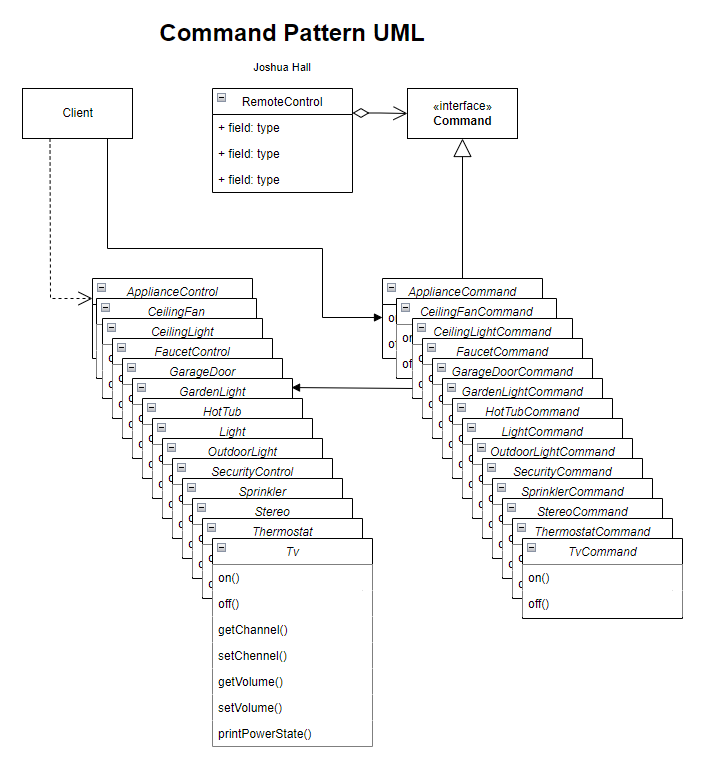 Command Pattern UML
Joshua Hall
Client
RemoteControl
+ field: type
+ field: type
+ field: type
«interface»
Command
ApplianceControl
CeilingFan
CeilingLight
FaucetControl
GarageDoor
GardenLight
HotTub
Light
OutdoorLight
SecurityControl
Sprinkler
Stereo
Thermostat
Tv
on()
off()
getChannel()
setChennel()
getVolume()
setVolume()
printPowerState()
ApplianceCommand
CeilingFanCommand
CeilingLightCommand
FaucetCommand
GarageDoorCommand
GardenLightCommand
HotTubCommand
LightCommand
OutdoorLightCommand
SecurityCommand
SprinklerCommand
StereoCommand
ThermostatCommand
TvCommand
on()
off()